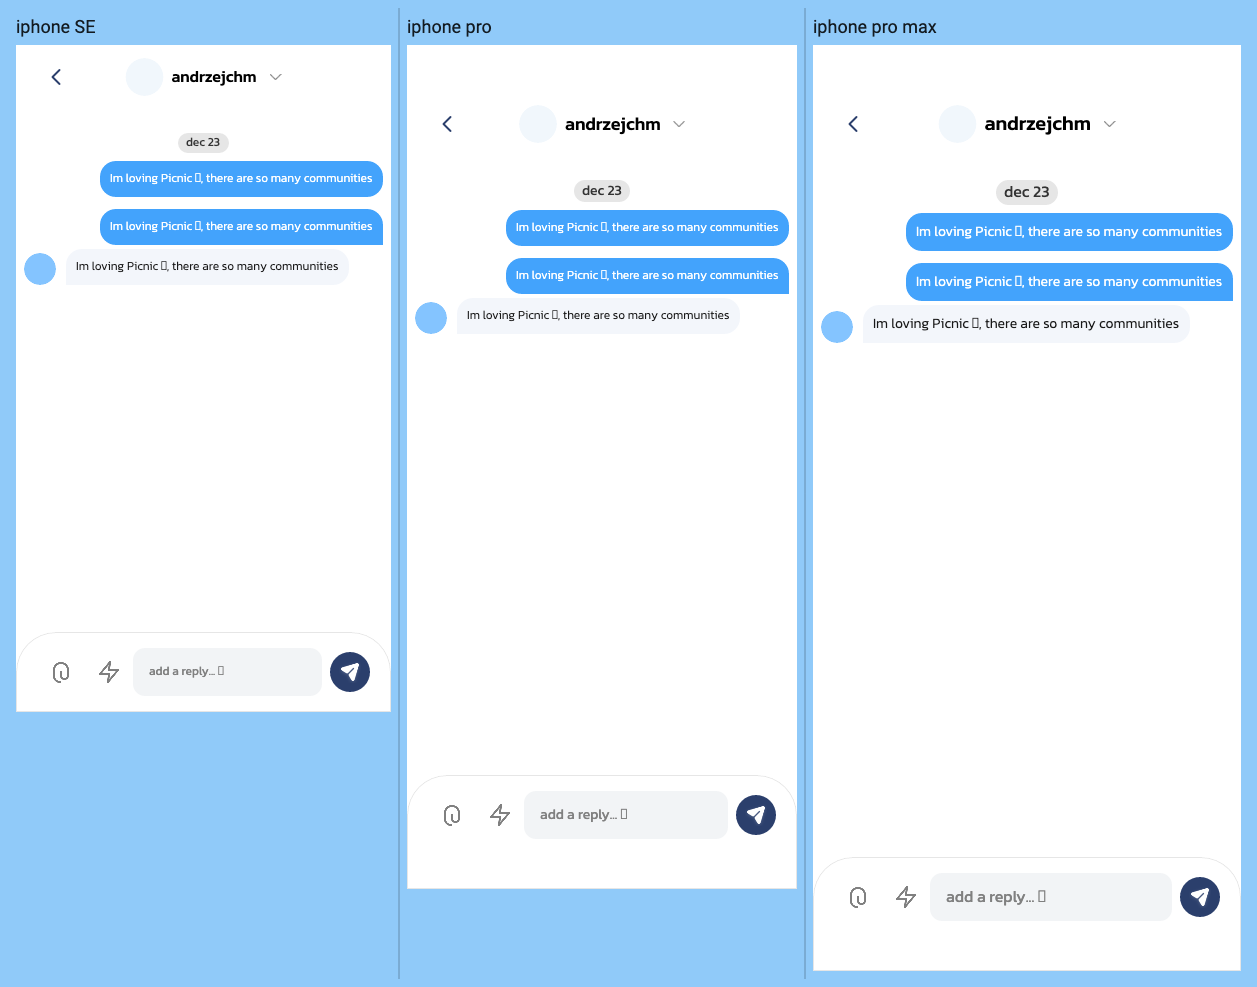 iphone SE
andrzejchm
dec 23
Im loving Picnic ▯, there are so many communities
Im loving Picnic ▯, there are so many communities
Im loving Picnic ▯, there are so many communities
add a reply... ▯
iphone pro
andrzejchm
dec 23
Im loving Picnic ▯, there are so many communities
Im loving Picnic ▯, there are so many communities
Im loving Picnic ▯, there are so many communities
add a reply... ▯
iphone pro max
andrzejchm
dec 23
Im loving Picnic ▯, there are so many communities
Im loving Picnic ▯, there are so many communities
Im loving Picnic ▯, there are so many communities
add a reply... ▯